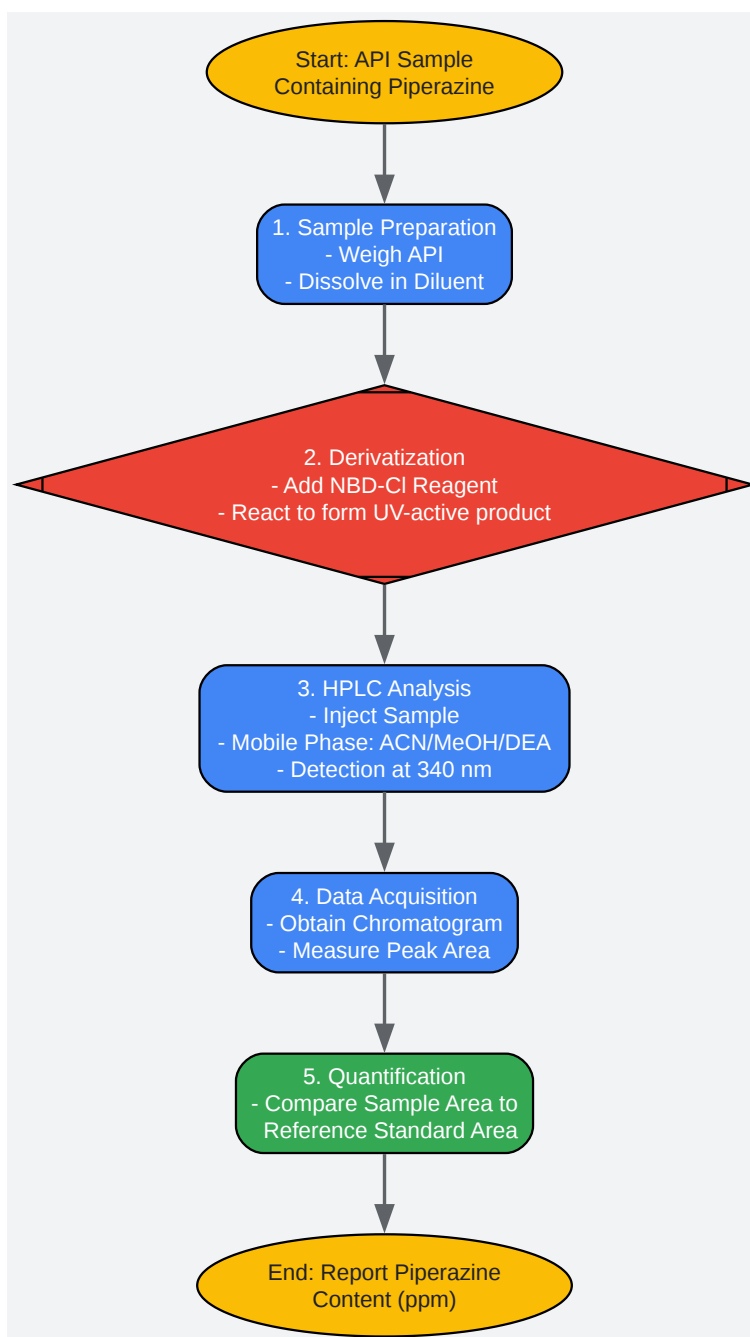 Start: API Sample
Containing Piperazine
1. Sample Preparation
- Weigh API
- Dissolve in Diluent
2. Derivatization
- Add NBD-Cl Reagent
- React to form UV-active product
3. HPLC Analysis
- Inject Sample
- Mobile Phase: ACN/MeOH/DEA
- Detection at 340 nm
4. Data Acquisition
- Obtain Chromatogram
- Measure Peak Area
5. Quantification
- Compare Sample Area to
Reference Standard Area
End: Report Piperazine
Content (ppm)